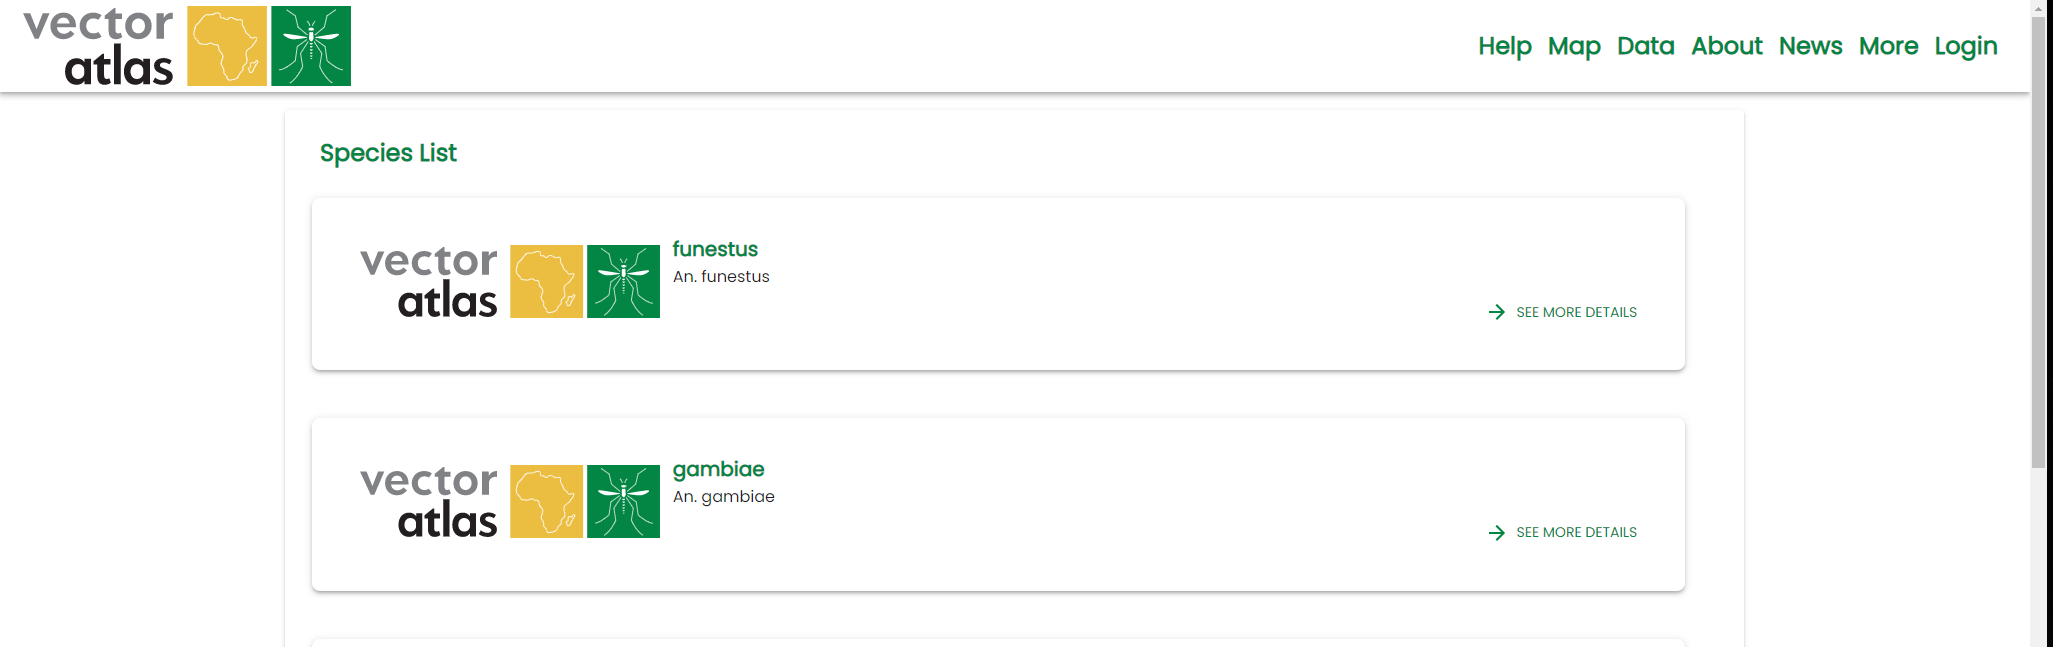 vector
atlas
Help Map Data About News More Login
Species List
vector
atlas
funestus
An. funestus
SEE MORE DETAILS
vector
atlas
gambiae
An. gambiae
SEE MORE DETAILS